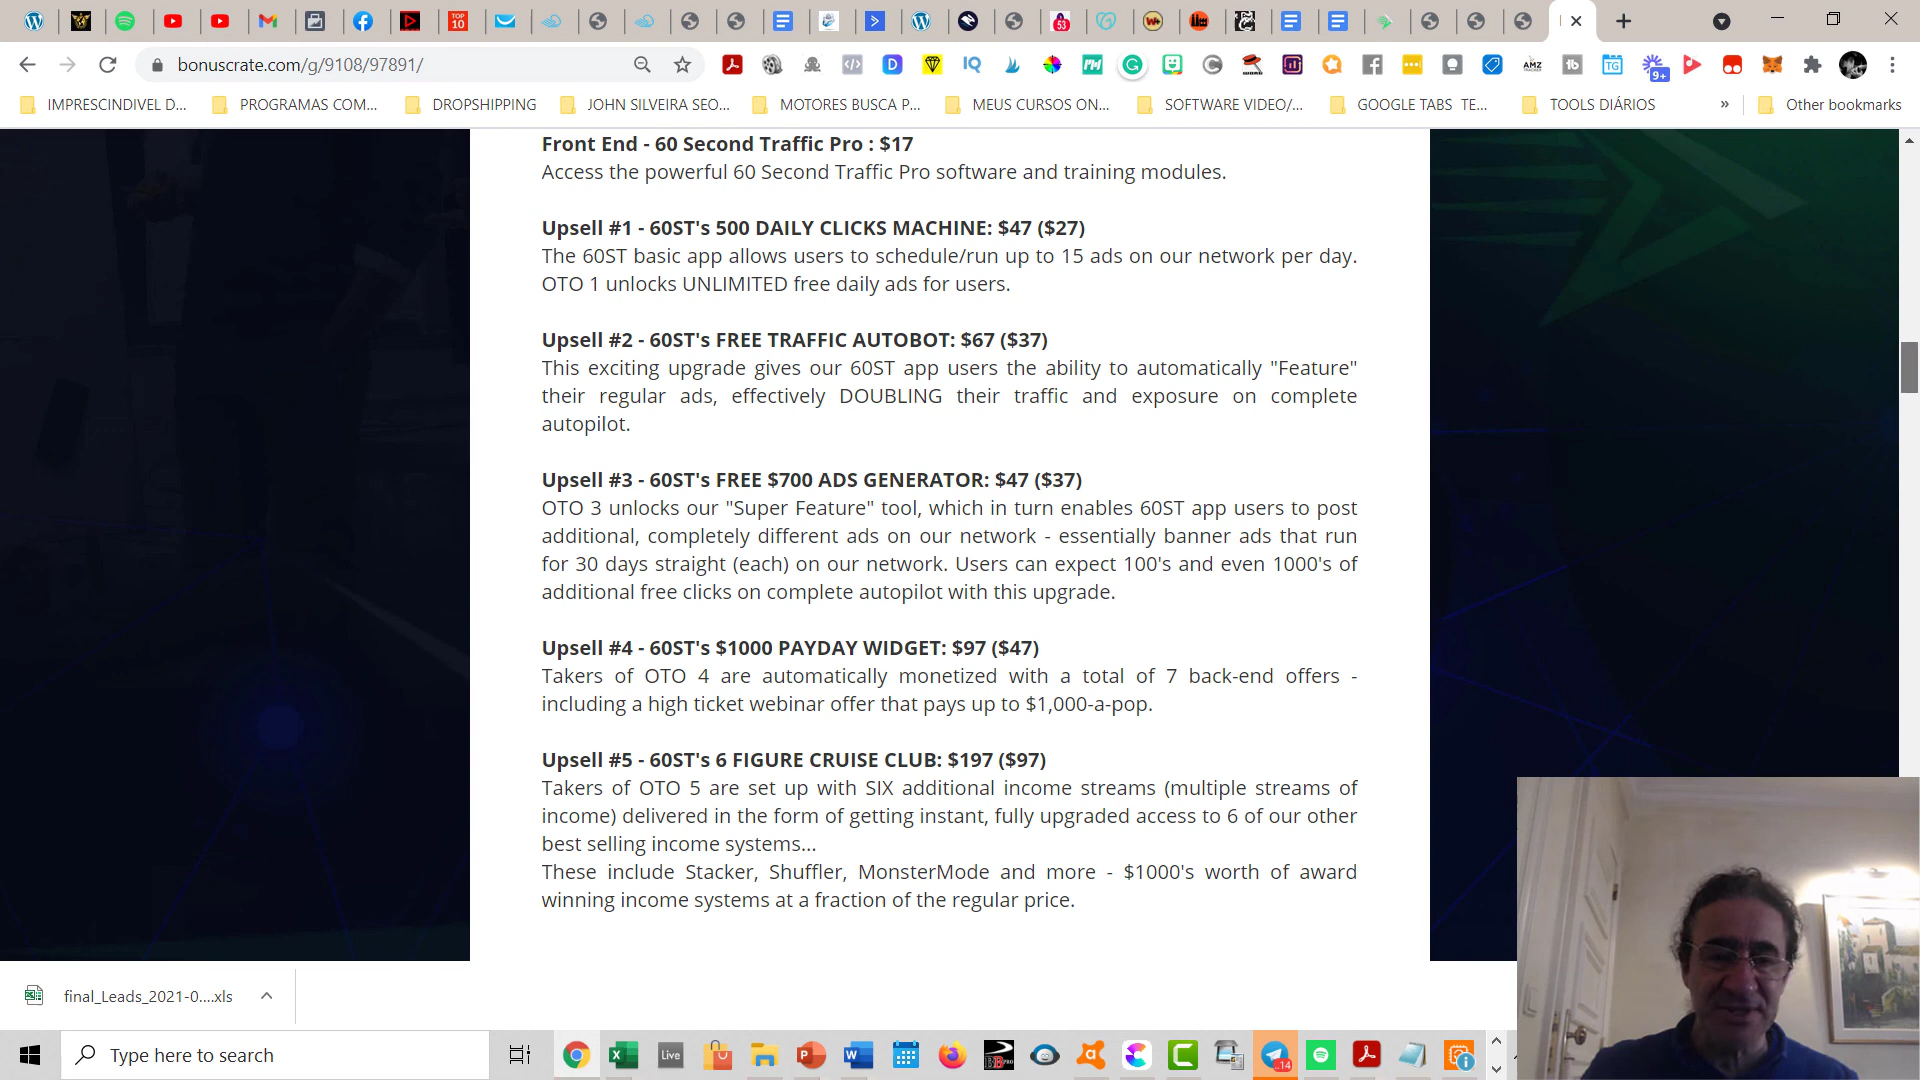 TOP
10
53
bonuscrate.com/g/9108/97891/
IQ
AMZ
tb
TG
9+
IMPRESCINDIVEL D...
PROGRAMAS COM...
DROPSHIPPING
JOHN SILVEIRA SEO...
MOTORES BUSCA P...
MEUS CURSOS ON...
SOFTWARE VIDEO/...
GOOGLE TABS TE...
TOOLS DIÁRIOS
»
Other bookmarks
Front End - 60 Second Traffic Pro : $17
Access the powerful 60 Second Traffic Pro software and training modules.
Upsell #1 - 60ST's 500 DAILY CLICKS MACHINE: $47 ($27)
The 60ST basic app allows users to schedule/run up to 15 ads on our network per day.
OTO 1 unlocks UNLIMITED free daily ads for users.
Upsell #2 - 60ST's FREE TRAFFIC AUTOBOT: $67 ($37)
This exciting upgrade gives our 60ST app users the ability to automatically "Feature"
their regular ads, effectively DOUBLING their traffic and exposure on complete
autopilot.
Upsell #3 - 60ST's FREE $700 ADS GENERATOR: $47 ($37)
OTO 3 unlocks our "Super Feature" tool, which in turn enables 60ST app users to post
additional, completely different ads on our network - essentially banner ads that run
for 30 days straight (each) on our network. Users can expect 100's and even 1000's of
additional free clicks on complete autopilot with this upgrade.
Upsell #4 - 60ST's $1000 PAYDAY WIDGET: $97 ($47)
Takers of OTO 4 are automatically monetized with a total of 7 back-end offers -
including a high ticket webinar offer that pays up to $1,000-a-pop.
Upsell #5 - 60ST's 6 FIGURE CRUISE CLUB: $197 ($97)
Takers of OTO 5 are set up with SIX additional income streams (multiple streams of
income) delivered in the form of getting instant, fully upgraded access to 6 of our other
best selling income systems...
These include Stacker, Shuffler, MonsterMode and more - $1000's worth of award
winning income systems at a fraction of the regular price.
final_Leads_2021-0....xls
Type here to search
Live
..14